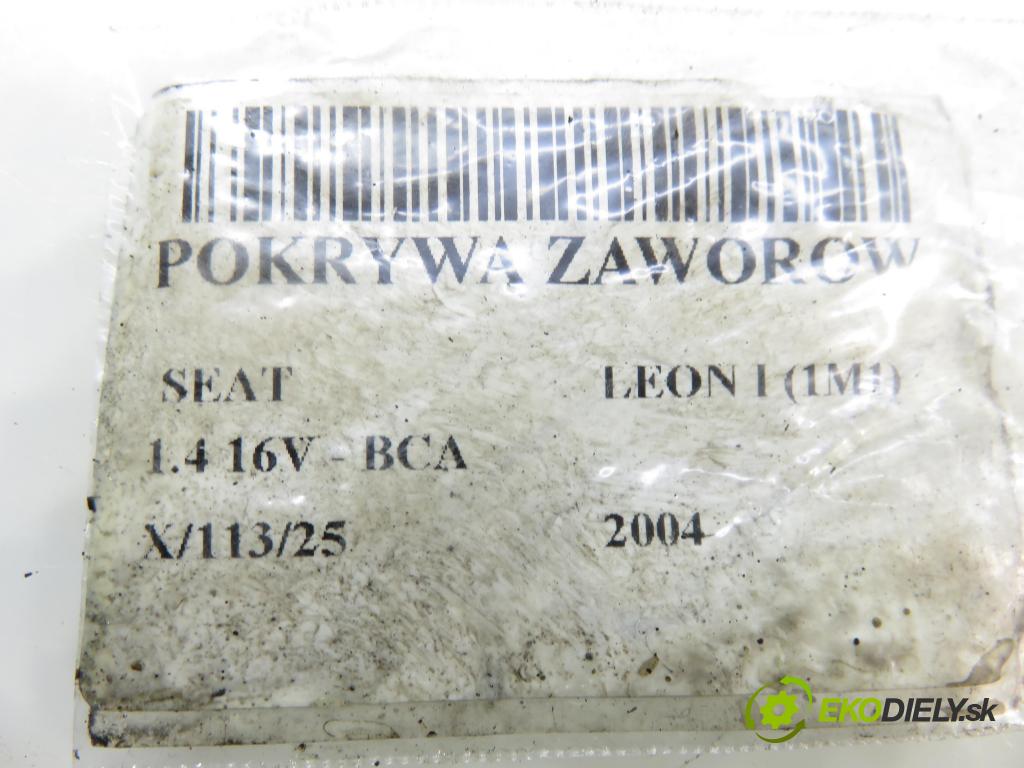 POKRYWA ZAWOROW
SEAT LEON I (1M1)
1.4 16V - BCA
X/113/25 2004
EKODIELY.sk